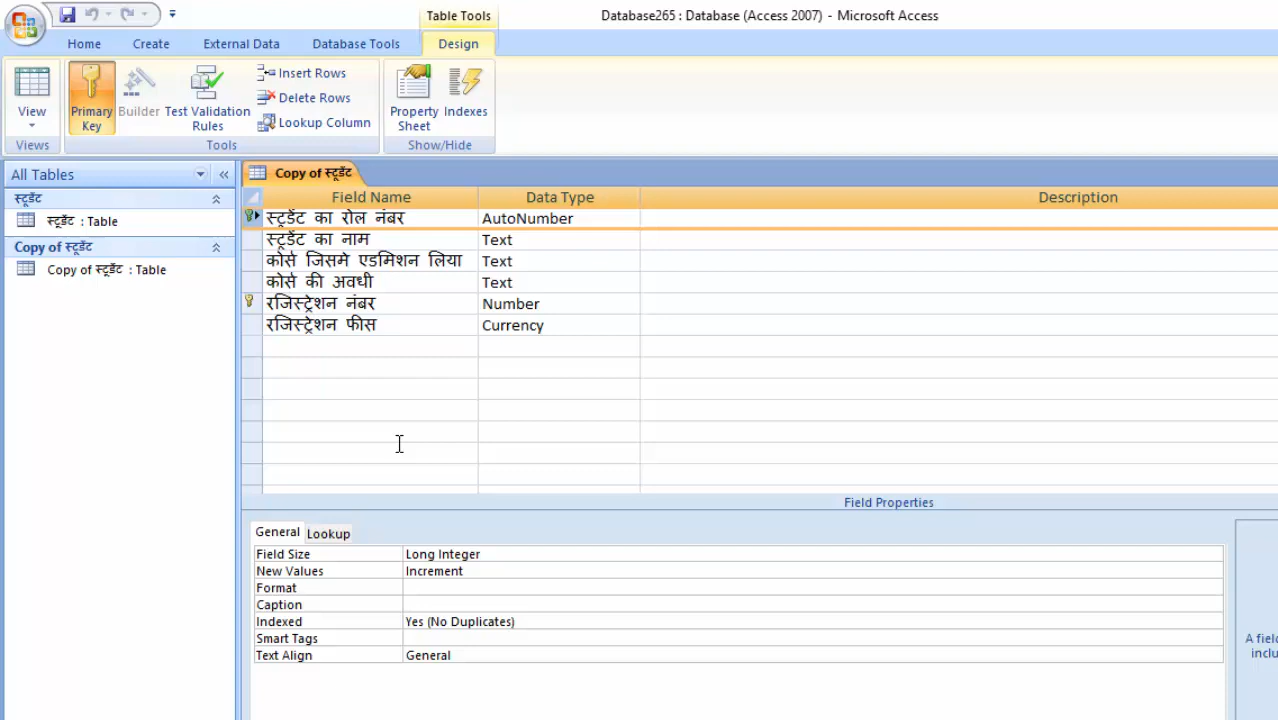 Table Tools
Database265 : Database (Access 2007) - Microsoft Access
Home Create External Data Database Tools Design
View
Primary Key
Builder
Test Validation Rules
Insert Rows
Delete Rows
Lookup Column
Property Sheet
Indexes
Views Tools Show/Hide
All Tables
स्टूडेंट
स्टूडेंट : Table
Copy of स्टूडेंट
Copy of स्टूडेंट : Table
Copy of स्टूडेंट
Field Name Data Type Description
स्टूडेंट का रोल नंबर AutoNumber
स्टूडेंट का नाम Text
कोर्स जिसमे एडमिशन लिया Text
कोर्स की अवधी Text
रजिस्ट्रेशन नंबर Number
रजिस्ट्रेशन फीस Currency
Field Properties
General Lookup
Field Size Long Integer
New Values Increment
Format
Caption
Indexed Yes (No Duplicates)
Smart Tags
Text Align General